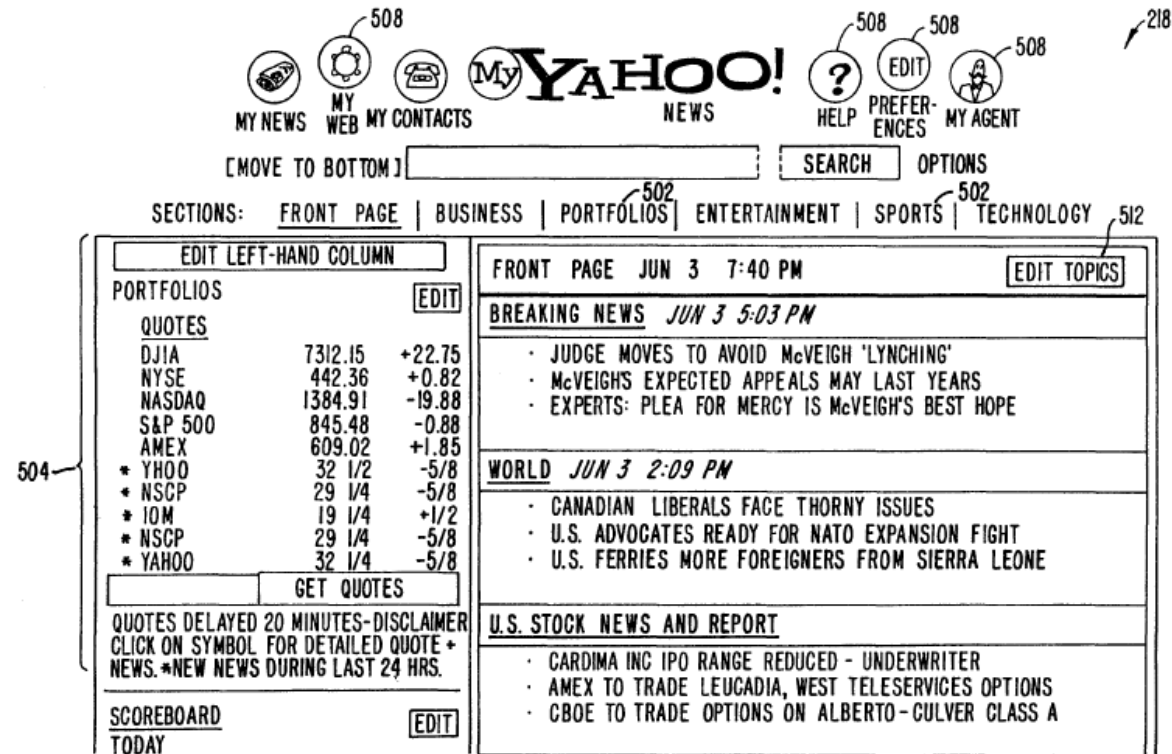 508
508
508
218
508
My YAHOO!
EDIT
?
MY NEWS
MY WEB
MY CONTACTS
NEWS
HELP
PREFER-
ENCES
MY AGENT
[MOVE TO BOTTOM]
SEARCH
OPTIONS
502
502
SECTIONS: FRONT PAGE | BUSINESS | PORTFOLIOS | ENTERTAINMENT | SPORTS | TECHNOLOGY
512
504
EDIT LEFT-HAND COLUMN
PORTFOLIOS EDIT
QUOTES
DJIA 7312.15 +22.75
NYSE 442.36 +0.82
NASDAQ 1384.91 -19.88
S&P 500 845.48 -0.88
AMEX 609.02 +1.85
* YHOO 32 1/2 -5/8
* NSCP 29 1/4 -5/8
* IOM 19 1/4 +1/2
* NSCP 29 1/4 -5/8
* YAHOO 32 1/4 -5/8
GET QUOTES
QUOTES DELAYED 20 MINUTES-DISCLAIMER
CLICK ON SYMBOL FOR DETAILED QUOTE +
NEWS. *NEW NEWS DURING LAST 24 HRS.
SCOREBOARD EDIT
TODAY
FRONT PAGE JUN 3 7:40 PM EDIT TOPICS
BREAKING NEWS JUN 3 5:03 PM
· JUDGE MOVES TO AVOID McVEIGH 'LYNCHING'
· McVEIGH'S EXPECTED APPEALS MAY LAST YEARS
· EXPERTS: PLEA FOR MERCY IS McVEIGH'S BEST HOPE
WORLD JUN 3 2:09 PM
· CANADIAN LIBERALS FACE THORNY ISSUES
· U.S. ADVOCATES READY FOR NATO EXPANSION FIGHT
· U.S. FERRIES MORE FOREIGNERS FROM SIERRA LEONE
U.S. STOCK NEWS AND REPORT
· CARDIMA INC IPO RANGE REDUCED - UNDERWRITER
· AMEX TO TRADE LEUCADIA, WEST TELESERVICES OPTIONS
· CBOE TO TRADE OPTIONS ON ALBERTO-CULVER CLASS A